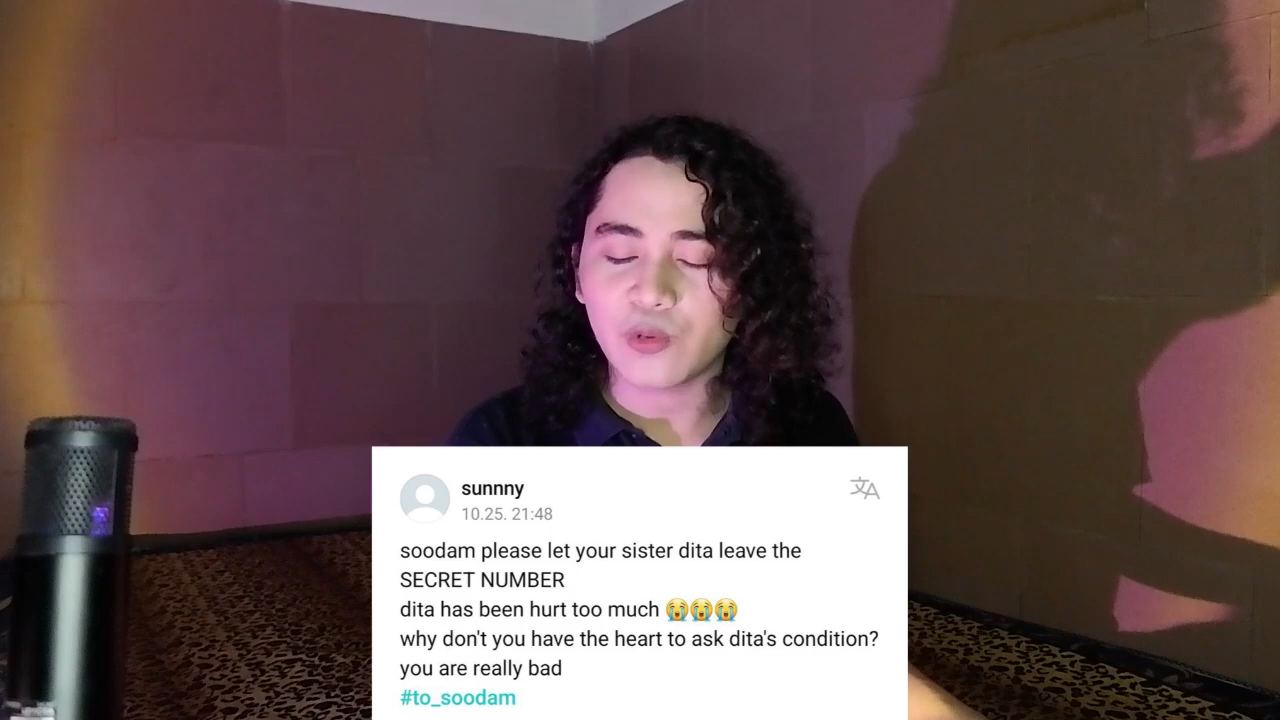 sunnny
10.25. 21:48
soodam please let your sister dita leave the
SECRET NUMBER
dita has been hurt too much 😭😭😭
why don't you have the heart to ask dita's condition?
you are really bad
#to_soodam